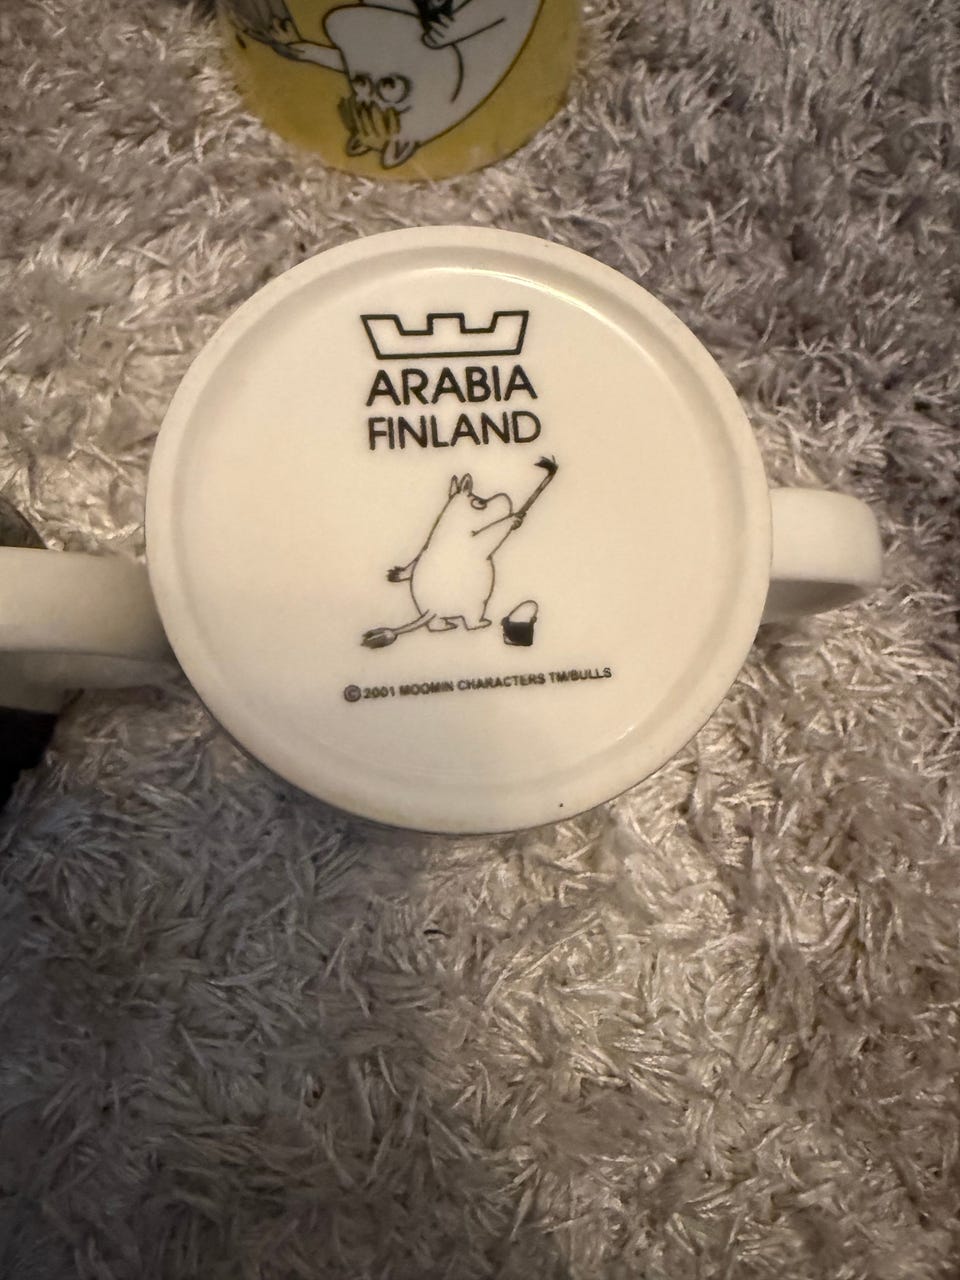 ARABIA
FINLAND
© 2001 MOOMIN CHARACTERS TM/BULLS